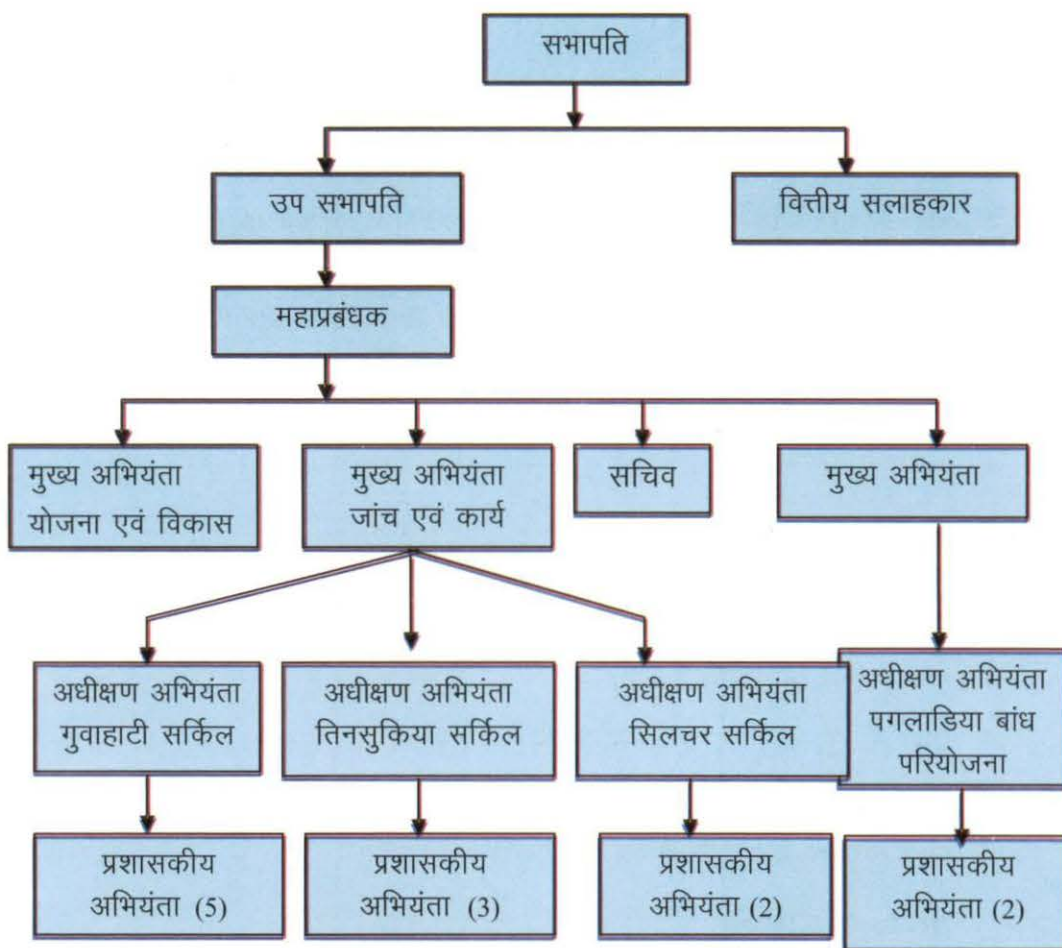 सभापति
उप सभापति
वित्तीय सलाहकार
महाप्रबंधक
मुख्य अभियंता
योजना एवं विकास
मुख्य अभियंता
जांच एवं कार्य
सचिव
मुख्य अभियंता
अधीक्षण अभियंता
गुवाहाटी सर्किल
अधीक्षण अभियंता
तिनसुकिया सर्किल
अधीक्षण अभियंता
सिलचर सर्किल
अधीक्षण अभियंता
पगलाडिया बांध
परियोजना
प्रशासकीय
अभियंता (5)
प्रशासकीय
अभियंता (3)
प्रशासकीय
अभियंता (2)
प्रशासकीय
अभियंता (2)